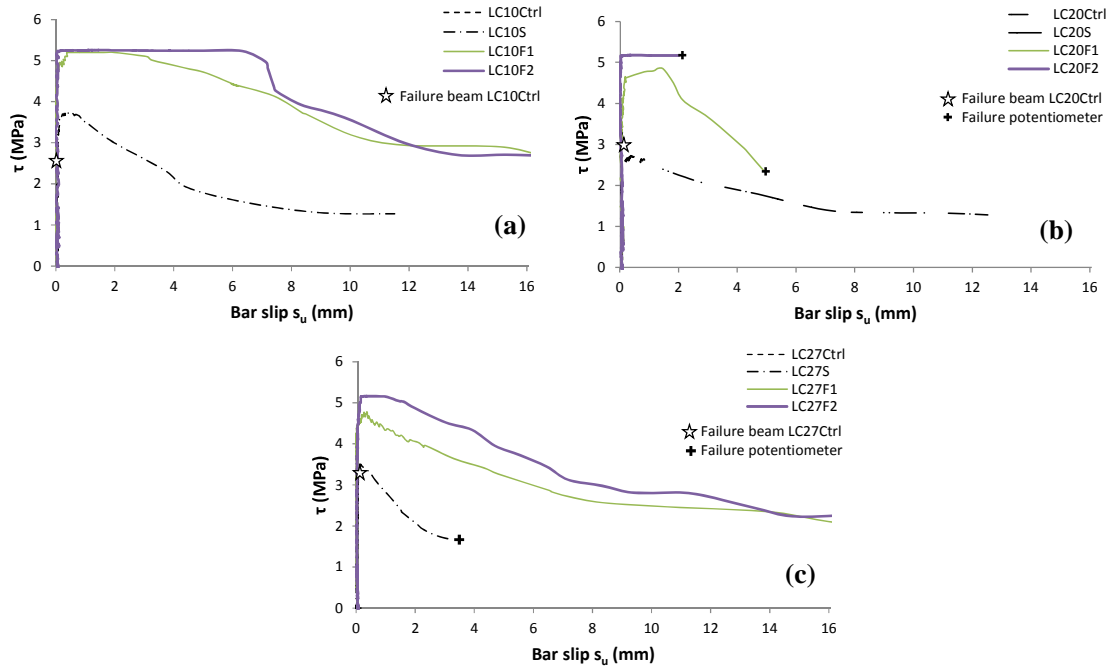 6
5
4
3
2
1
0
τ (MPa)
0 2 4 6 8 10 12 14 16
Bar slip su (mm)
LC10Ctrl
LC10S
LC10F1
LC10F2
Failure beam LC10Ctrl
(a)
6
5
4
3
2
1
0
τ (MPa)
0 2 4 6 8 10 12 14 16
Bar slip su (mm)
LC20Ctrl
LC20S
LC20F1
LC20F2
Failure beam LC20Ctrl
Failure potentiometer
(b)
6
5
4
3
2
1
0
τ (MPa)
0 2 4 6 8 10 12 14 16
Bar slip su (mm)
LC27Ctrl
LC27S
LC27F1
LC27F2
Failure beam LC27Ctrl
Failure potentiometer
(c)